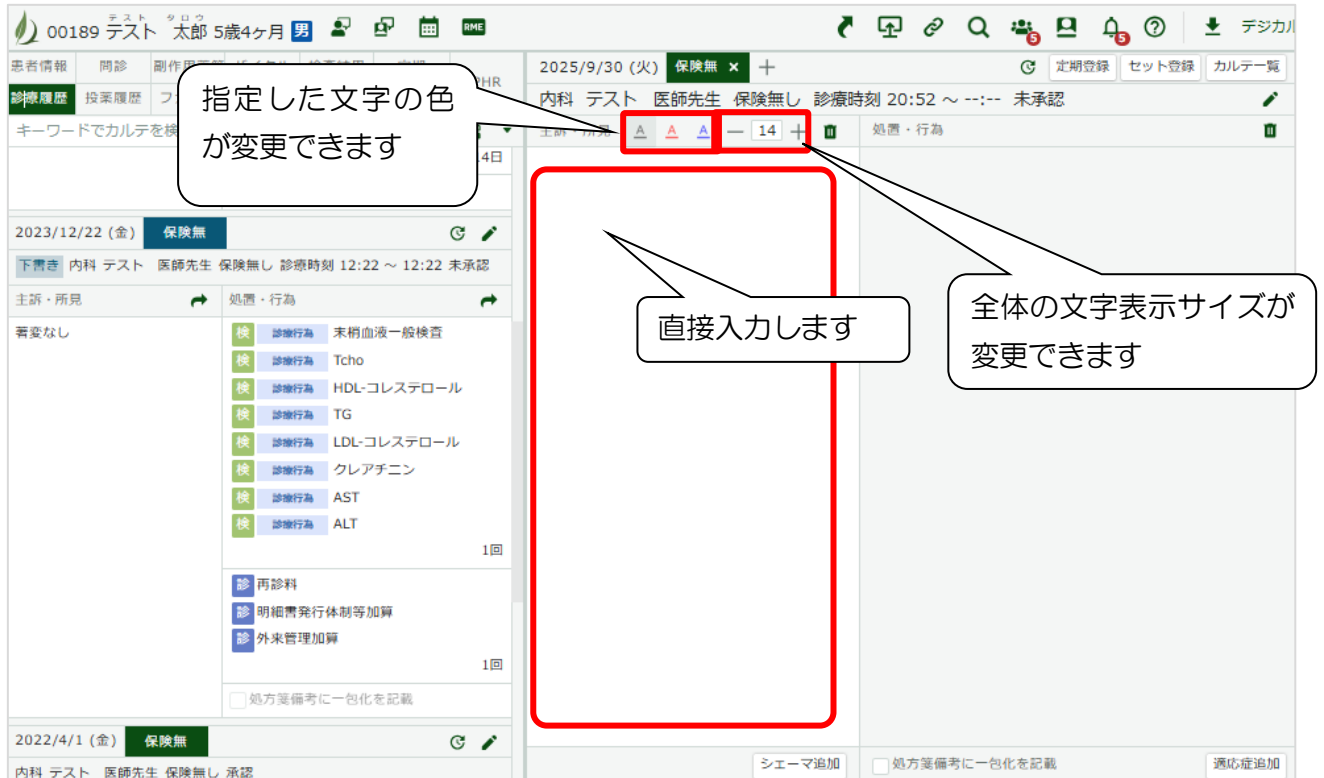 テスト タロウ
00189 テスト 太郎 5歳4ヶ月 男 RME 5 5 デジカル
患者情報 問診
診療履歴 投薬履歴
キーワードでカルテを検
指定した文字の色
が変更できます
PHR
4日
2023/12/22 (金) 保険無
下書き 内科 テスト 医師先生 保険無し 診療時刻 12:22 ～ 12:22 未承認
主訴・所見 処置・行為
著変なし
検 診療行為 末梢血液一般検査
検 診療行為 Tcho
検 診療行為 HDL-コレステロール
検 診療行為 TG
検 診療行為 LDL-コレステロール
検 診療行為 クレアチニン
検 診療行為 AST
検 診療行為 ALT
1回
診 再診料
診 明細書発行体制等加算
診 外来管理加算
1回
処方箋備考に一包化を記載
2022/4/1 (金) 保険無
内科 テスト 医師先生 保険無し 承認
2025/9/30 (火) 保険無 × ＋ 定期登録 セット登録 カルテ一覧
内科 テスト 医師先生 保険無し 診療時刻 20:52 ～ --:-- 未承認
主訴・所見 A A A － 14 ＋ 処置・行為
直接入力します
全体の文字表示サイズが
変更できます
シェーマ追加 処方箋備考に一包化を記載 適応症追加